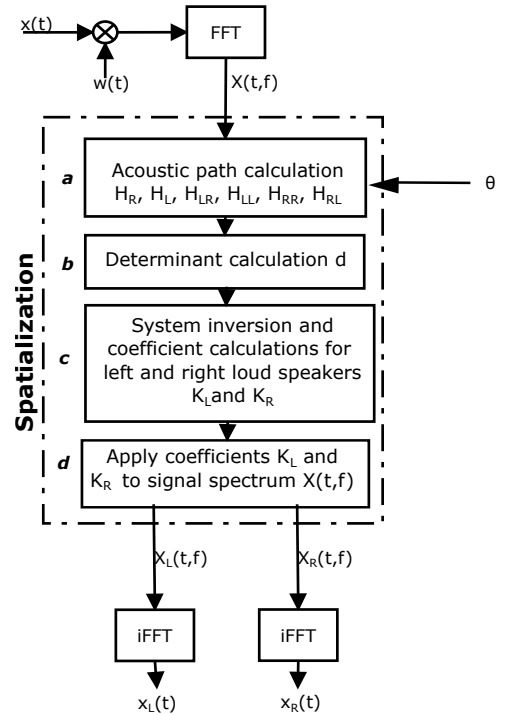 x(t)
FFT
w(t)
X(t,f)
a
Acoustic path calculation
H_R, H_L, H_LR, H_LL, H_RR, H_RL
θ
b
Determinant calculation d
Spatialization
c
System inversion and
coefficient calculations for
left and right loud speakers
K_L and K_R
d
Apply coefficients K_L and
K_R to signal spectrum X(t,f)
X_L(t,f)
X_R(t,f)
iFFT
iFFT
x_L(t)
x_R(t)